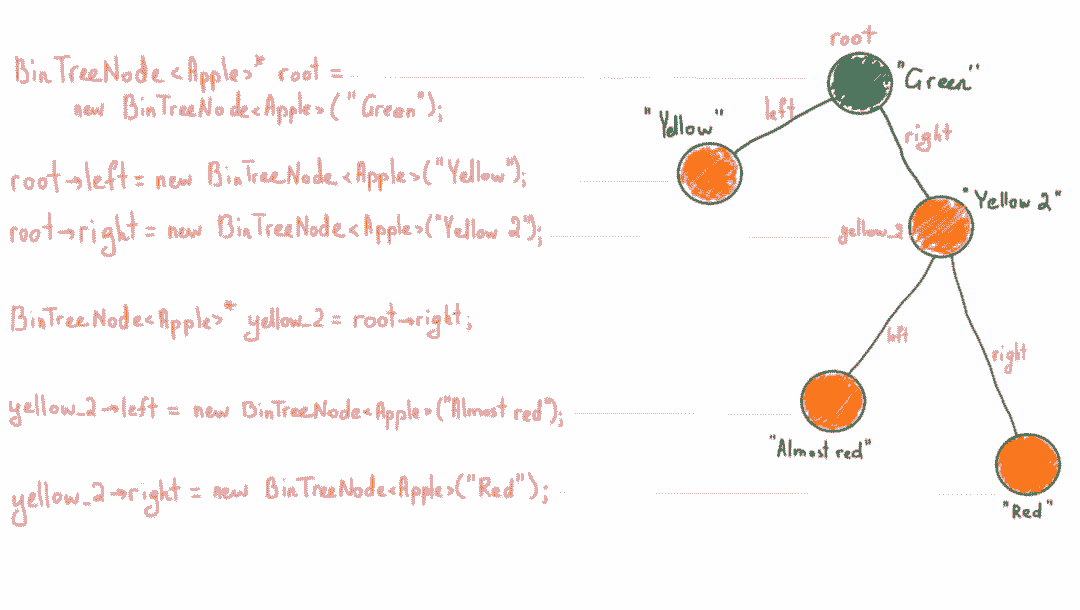 BinTreeNode<Apple>* root =
new BinTreeNode<Apple>("Green");
root→left = new BinTreeNode<Apple>("Yellow");
root→right = new BinTreeNode<Apple>("Yellow 2");
BinTreeNode<Apple>* yellow_2 = root→right;
yellow_2→left = new BinTreeNode<Apple>("Almost red");
yellow_2→right = new BinTreeNode<Apple>("Red");
root
"Green"
left
"Yellow"
right
"Yellow 2"
yellow_2
left
right
"Almost red"
"Red"